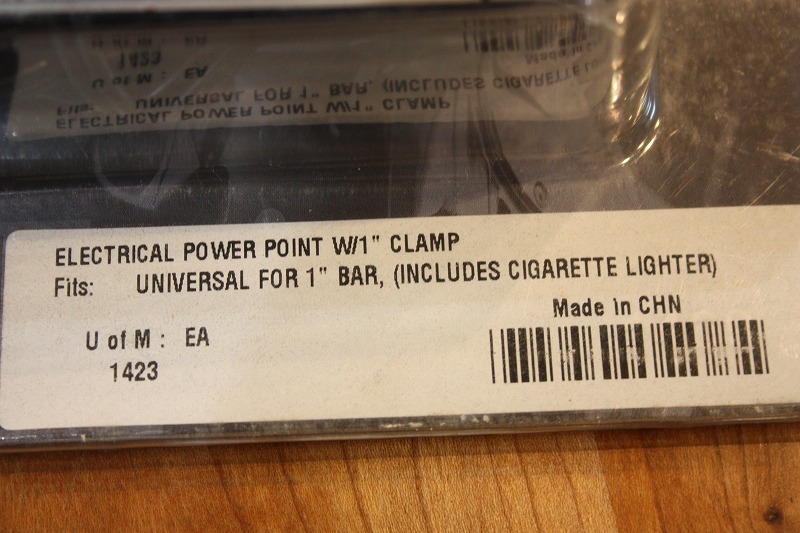 ELECTRICAL POWER POINT W/1" CLAMP
Fits: UNIVERSAL FOR 1" BAR, (INCLUDES CIGARETTE LIGHTER)
Made in CHN
U of M : EA
1423